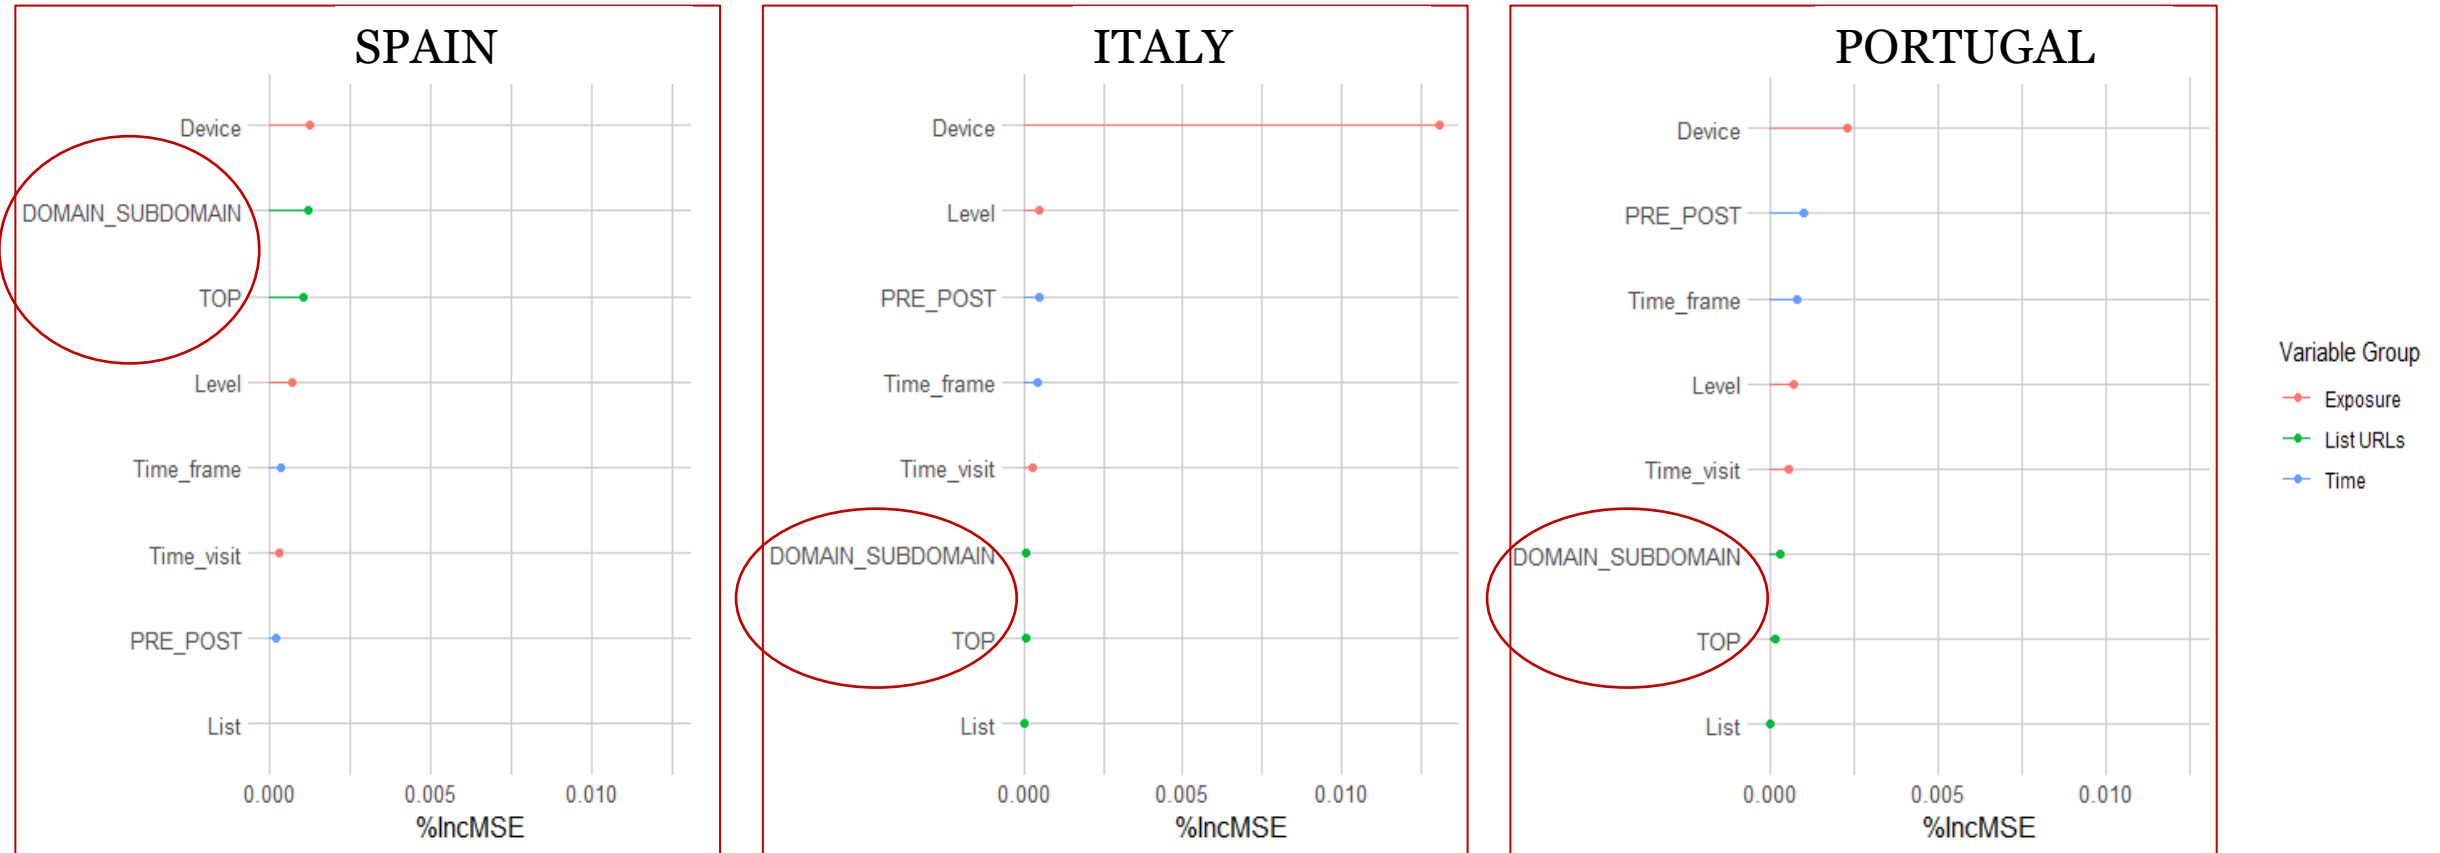 SPAIN
Device
DOMAIN_SUBDOMAIN
TOP
Level
Time_frame
Time_visit
PRE_POST
List
0.000 0.005 0.010
%IncMSE
ITALY
Device
Level
PRE_POST
Time_frame
Time_visit
DOMAIN_SUBDOMAIN
TOP
List
0.000 0.005 0.010
%IncMSE
PORTUGAL
Device
PRE_POST
Time_frame
Level
Time_visit
DOMAIN_SUBDOMAIN
TOP
List
0.000 0.005 0.010
%IncMSE
Variable Group
Exposure
List URLs
Time